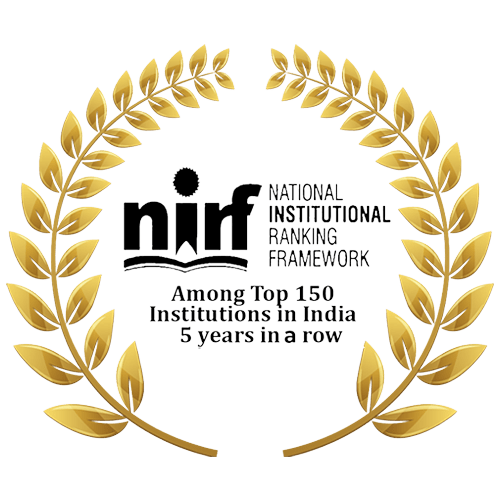 nirf
NATIONAL
INSTITUTIONAL
RANKING
FRAMEWORK
Among Top 150
Institutions in India
5 years in a row